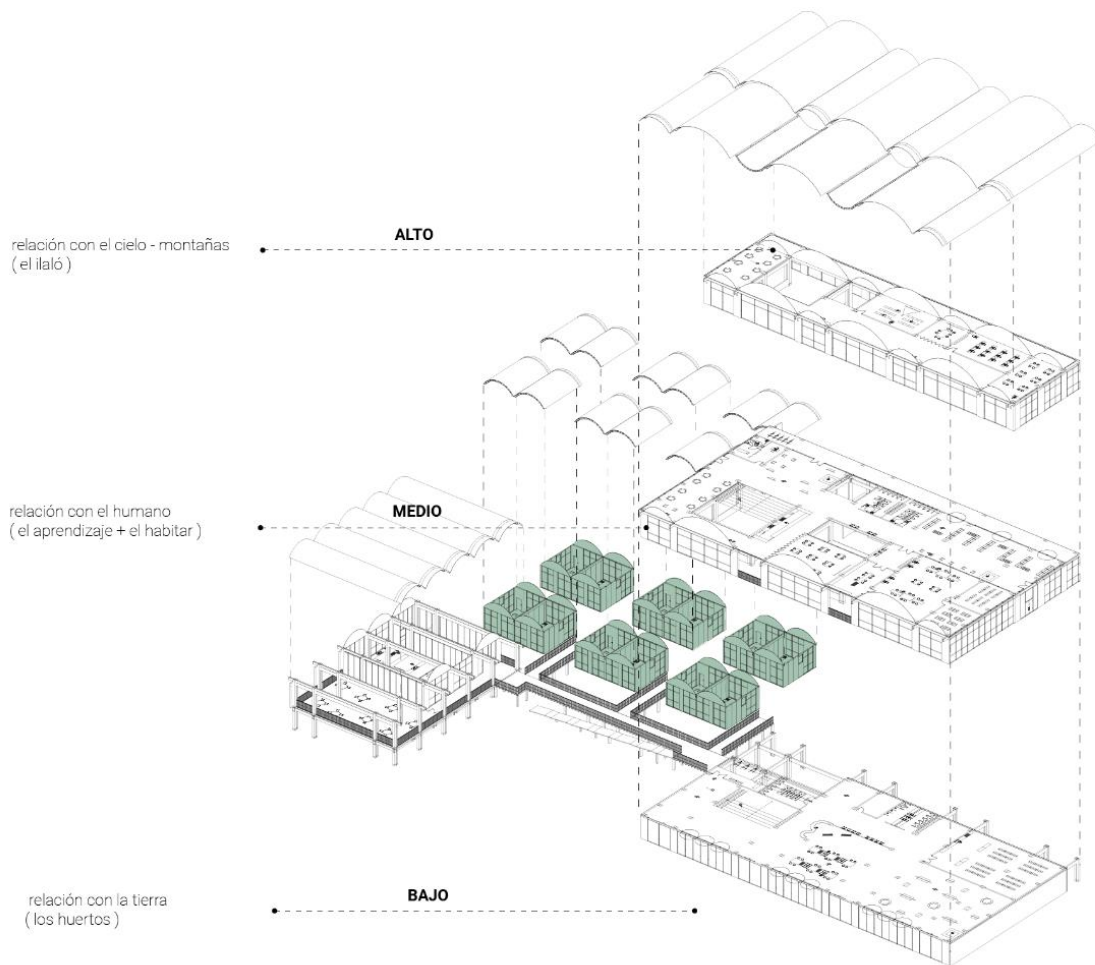 ALTO
relación con el cielo - montañas
( el ilaló )
MEDIO
relación con el humano
( el aprendizaje + el habitar )
BAJO
relación con la tierra
( los huertos )